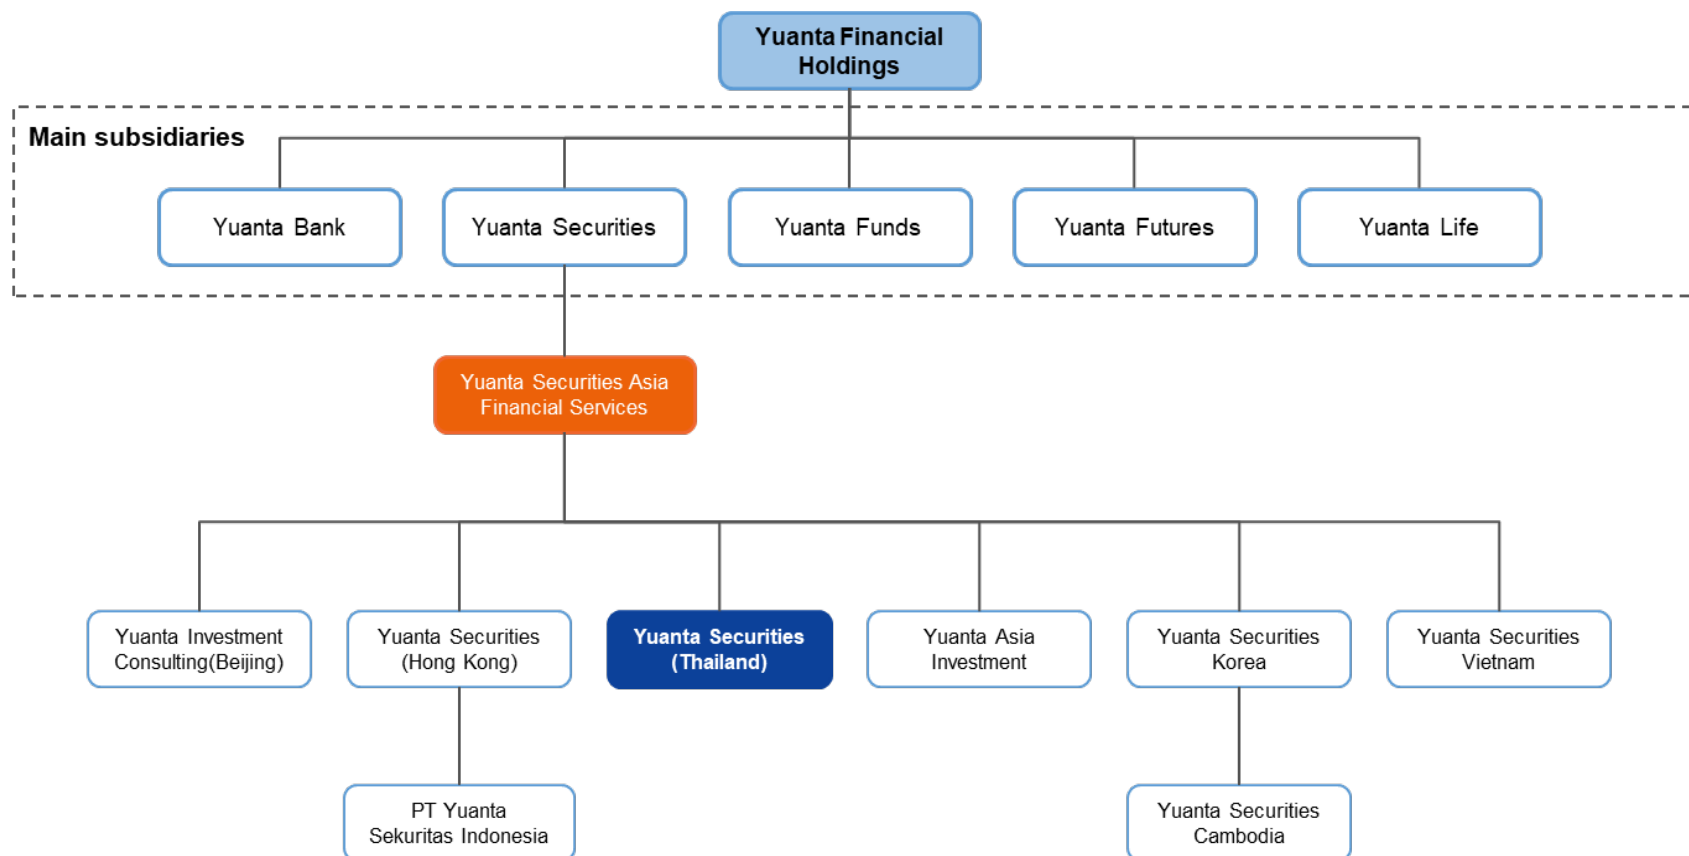 Yuanta Financial
Holdings
Main subsidiaries
Yuanta Bank
Yuanta Securities
Yuanta Funds
Yuanta Futures
Yuanta Life
Yuanta Securities Asia
Financial Services
Yuanta Investment
Consulting(Beijing)
Yuanta Securities
(Hong Kong)
Yuanta Securities
(Thailand)
Yuanta Asia
Investment
Yuanta Securities
Korea
Yuanta Securities
Vietnam
PT Yuanta
Sekuritas Indonesia
Yuanta Securities
Cambodia